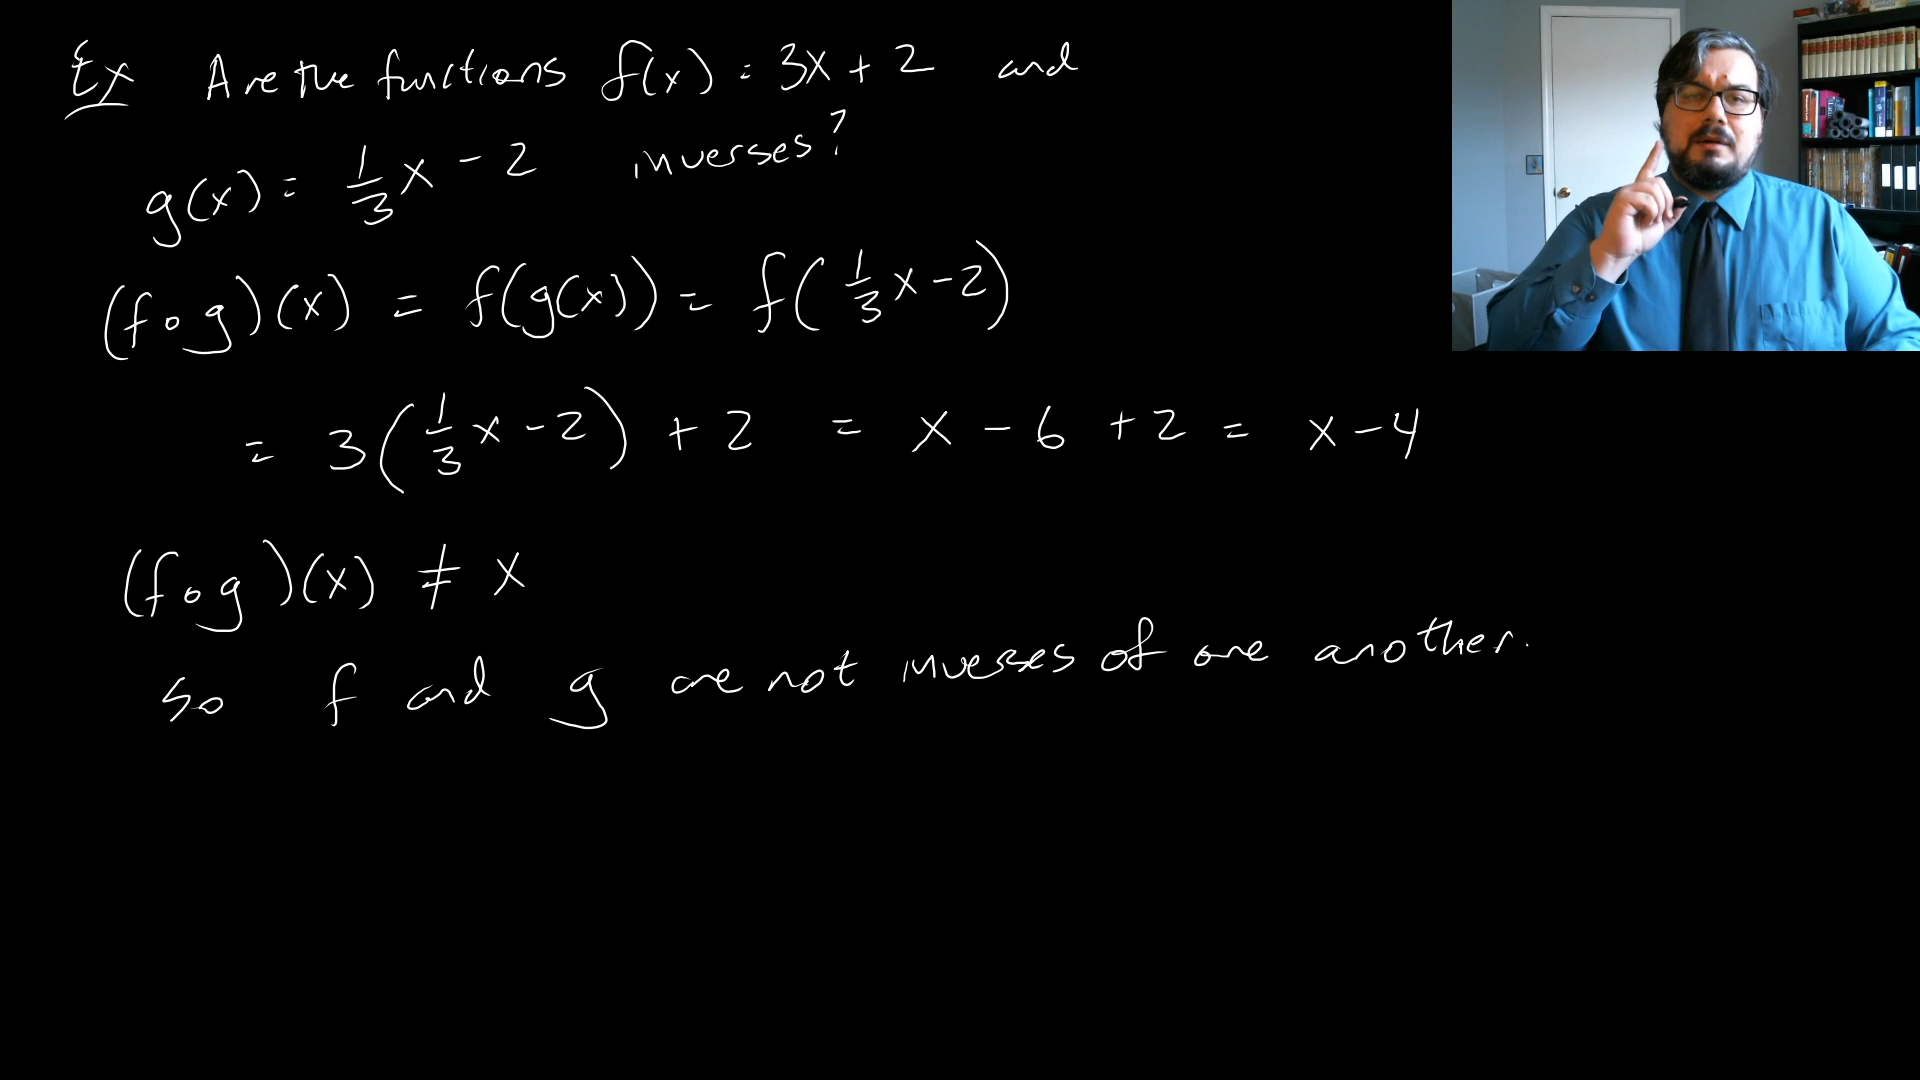 Ex Are the functions f(x) = 3x + 2 and
g(x) = 1/3 x - 2 inverses?
(f∘g)(x) = f(g(x)) = f(1/3 x - 2)
= 3(1/3 x - 2) + 2 = x - 6 + 2 = x - 4
(f∘g)(x) ≠ x
so f and g are not inverses of one another.